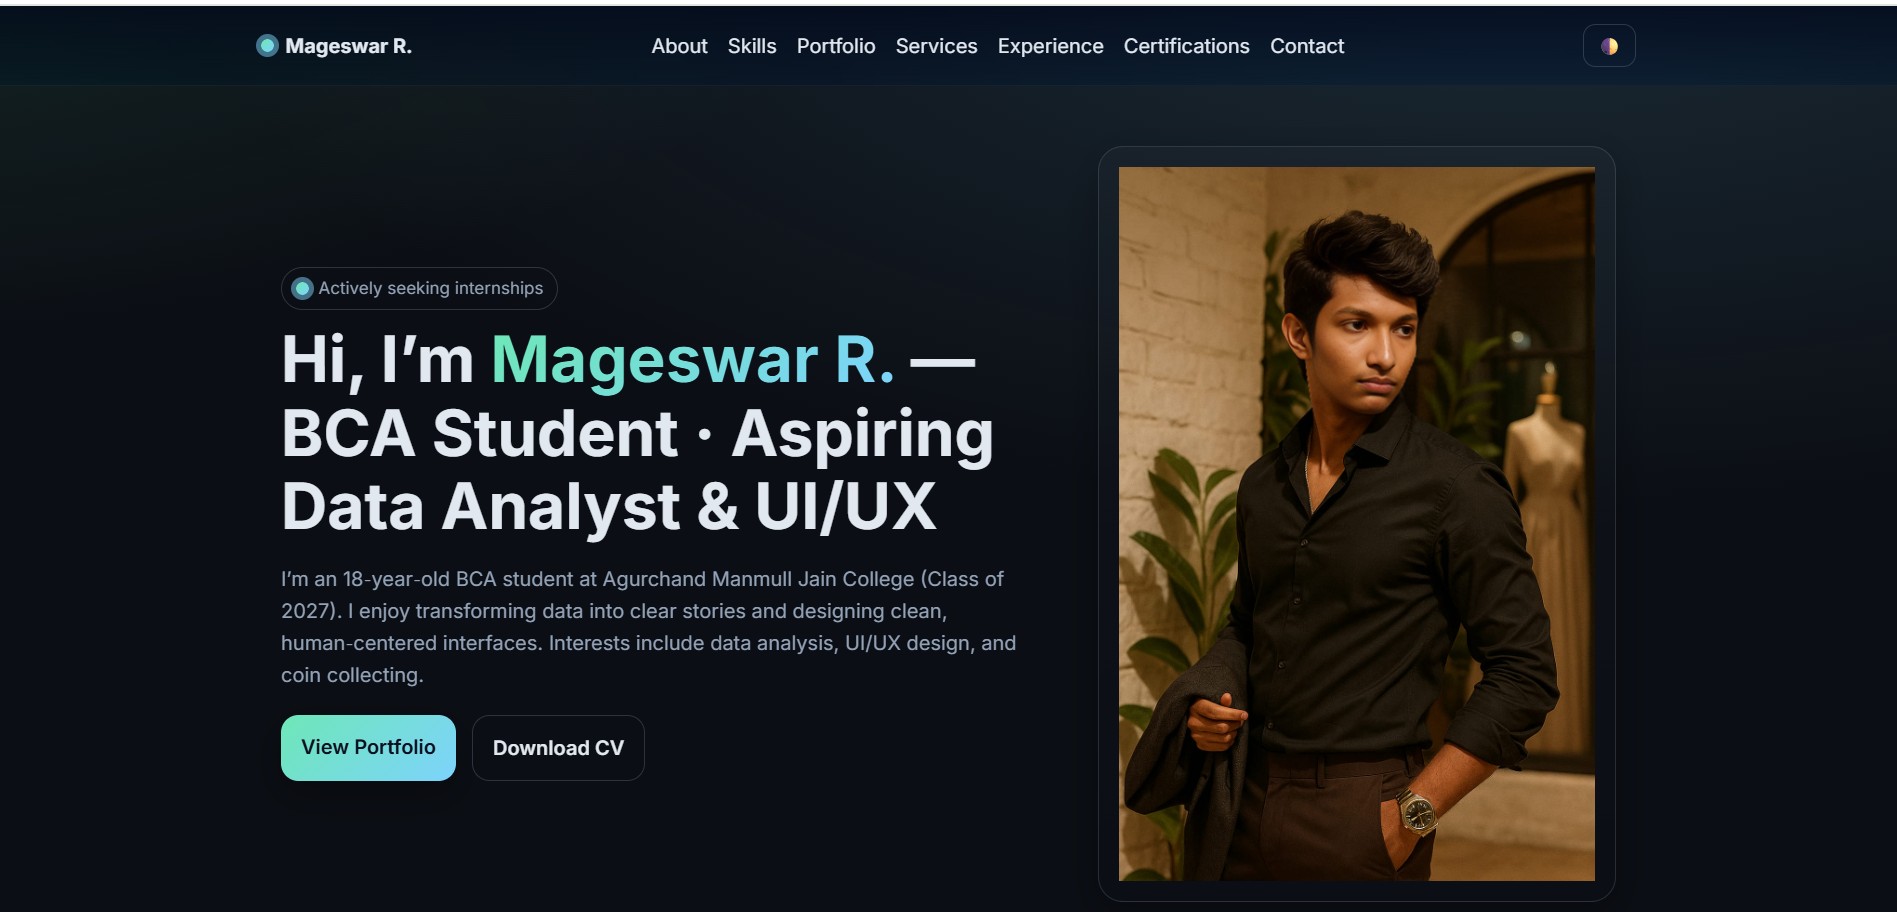 Mageswar R.
About Skills Portfolio Services Experience Certifications Contact
Actively seeking internships
Hi, I’m Mageswar R. —
BCA Student · Aspiring
Data Analyst & UI/UX
I’m an 18-year-old BCA student at Agurchand Manmull Jain College (Class of
2027). I enjoy transforming data into clear stories and designing clean,
human-centered interfaces. Interests include data analysis, UI/UX design, and
coin collecting.
View Portfolio
Download CV